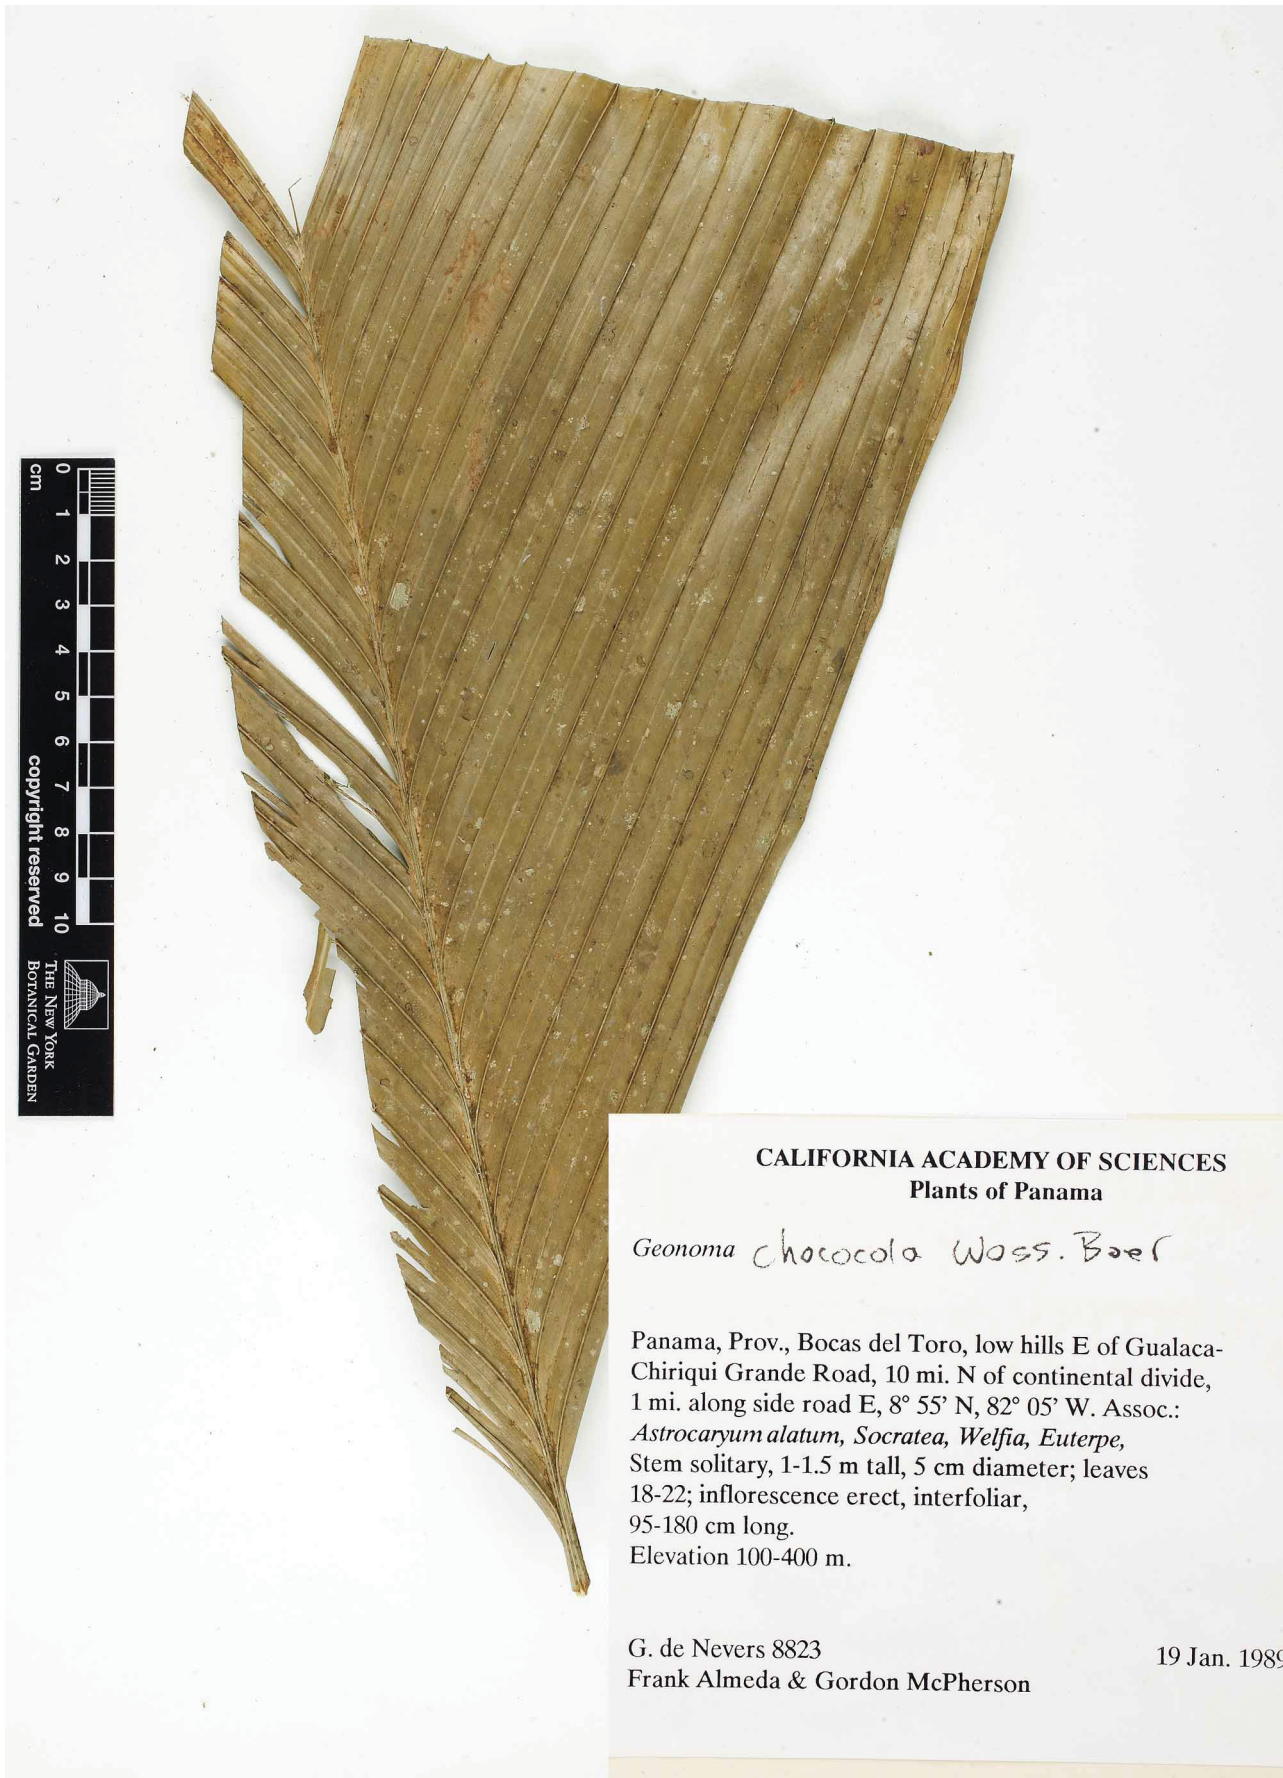 cm
0 1 2 3 4 5 6 7 8 9 10
copyright reserved
THE NEW YORK
BOTANICAL GARDEN
CALIFORNIA ACADEMY OF SCIENCES
Plants of Panama
Geonoma chococola Wess. Boer
Panama, Prov., Bocas del Toro, low hills E of Gualaca-
Chiriqui Grande Road, 10 mi. N of continental divide,
1 mi. along side road E, 8° 55' N, 82° 05' W. Assoc.:
Astrocaryum alatum, Socratea, Welfia, Euterpe,
Stem solitary, 1-1.5 m tall, 5 cm diameter; leaves
18-22; inflorescence erect, interfoliar,
95-180 cm long.
Elevation 100-400 m.
G. de Nevers 8823
19 Jan. 1989
Frank Almeda & Gordon McPherson